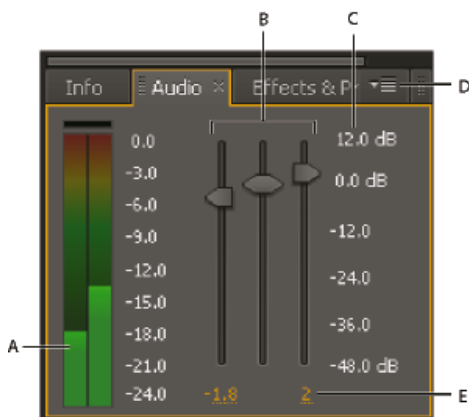 B C
Info Audio × Effects & P D
0.0 12.0 dB
-3.0 0.0 dB
-6.0
-9.0 -12.0
-12.0 -24.0
-15.0
A -18.0 -36.0
-21.0 -48.0 dB
-24.0 -1.8 2 E